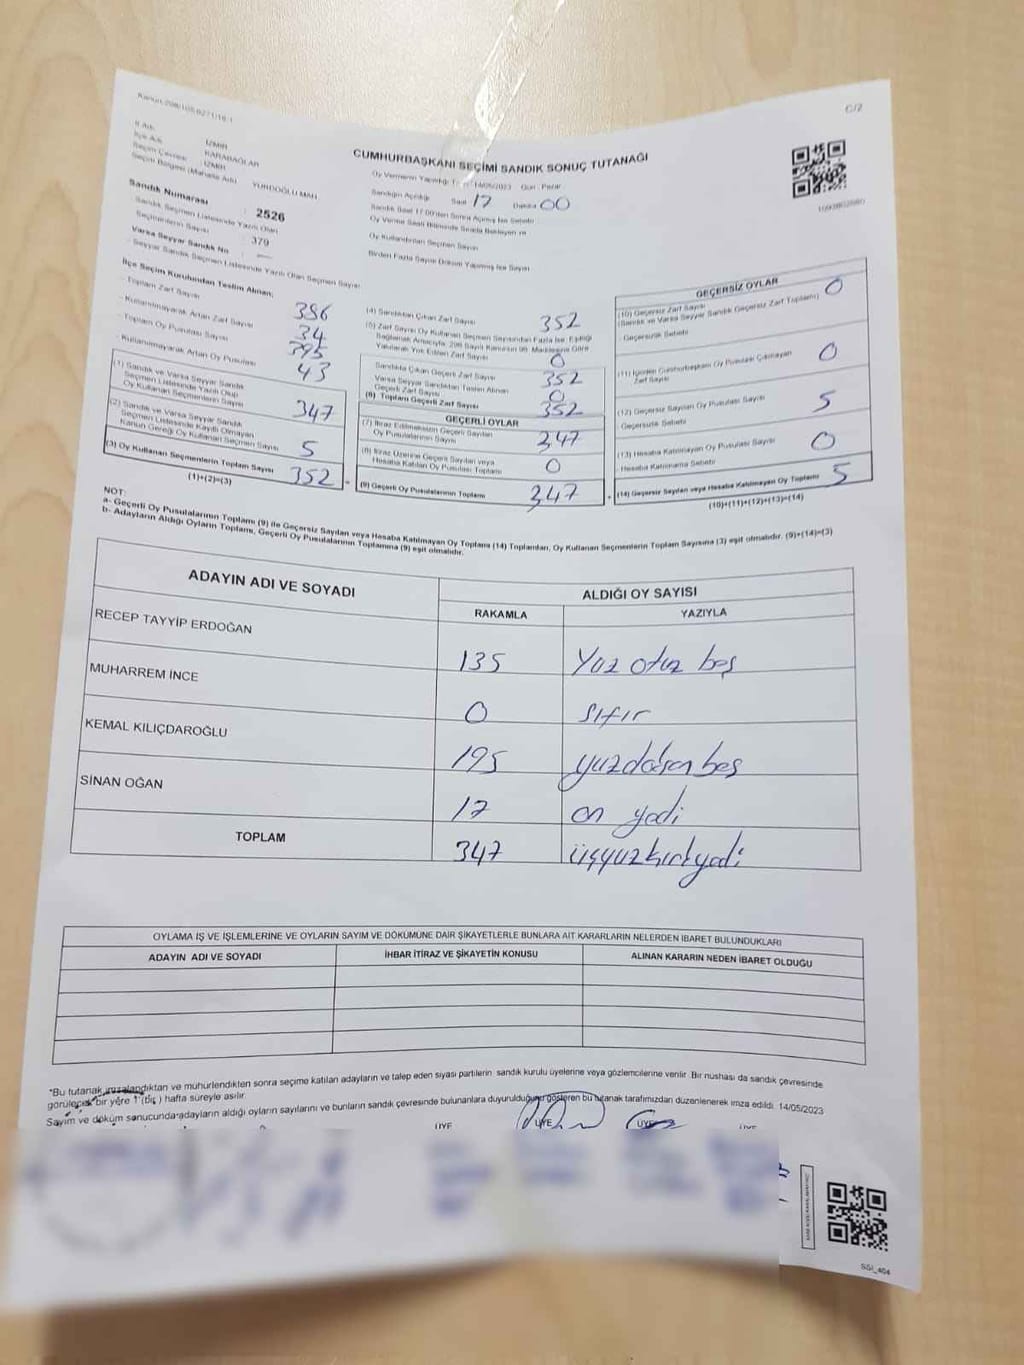 Kanun 298/105,6271/18-1
C/2
İl Adı İZMİR
İlçe Adı KARABAĞLAR
Seçim Çevresi : İZMİR
Seçim Bölgesi (Mahalle Adı) YURDOĞLU MAH
Sandık Numarası : 2526
Sandık Seçmen Listesinde Yazılı Olan
Seçmenlerin Sayısı : 379
Varsa Seyyar Sandık No : —
Seyyar Sandık Seçmen Listesinde Yazılı Olan Seçmen Sayısı
CUMHURBAŞKANI SEÇİMİ SANDIK SONUÇ TUTANAĞI
Oy Vermenin Yapıldığı 14/05/2023 Gün : Pazar
Sandığın Açıldığı Saat 17 Dakika 00
Sandık Saat 17:00'den Sonra Açılmış İse Sebebi
Oy Verme Saati Bitiminde Sırada Bekleyen ve
Oy Kullandırılan Seçmen Sayısı
Birden Fazla Sayım Döküm Yapılmış İse Sayısı
İlçe Seçim Kurulundan Teslim Alınan;
- Toplam Zarf Sayısı 386
- Kullanılmayarak Artan Zarf Sayısı 34
- Toplam Oy Pusulası Sayısı 395
- Kullanılmayarak Artan Oy Pusulası 43
(1) Sandık ve Varsa Seyyar Sandık
Seçmen Listesinde Yazılı Olup
Oy Kullanan Seçmenlerin Sayısı 347
(2) Sandık ve Varsa Seyyar Sandık
Seçmen Listesinde Kayıtlı Olmayan
Kanun Gereği Oy Kullanan Seçmen Sayısı 5
(3) Oy Kullanan Seçmenlerin Toplam Sayısı 352
(1)+(2)=(3)
(4) Sandıktan Çıkan Zarf Sayısı 352
(5) Zarf Sayısı Oy Kullanan Seçmen Sayısından Fazla İse, Eşitliği
Sağlamak Amacıyla, 298 Sayılı Kanunun 98. Maddesine Göre
Yakılarak Yok Edilen Zarf Sayısı 0
Sandıkta Çıkan Geçerli Zarf Sayısı 352
Varsa Seyyar Sandıktan Teslim Alınan
Geçerli Zarf Sayısı 0
(6) Toplam Geçerli Zarf Sayısı 352
GEÇERLİ OYLAR
(7) İtiraz Edilmeksizin Geçerli Sayılan
Oy Pusulalarının Sayısı 347
(8) İtiraz Üzerine Geçerli Sayılan veya
Hesaba Katılan Oy Pusulası Toplamı 0
(9) Geçerli Oy Pusulalarının Toplamı 347
GEÇERSİZ OYLAR
(10) Geçersiz Zarf Sayısı 0
(Sandık ve Varsa Seyyar Sandık Geçersiz Zarf Toplamı)
- Geçersizlik Sebebi
(11) İçinden Cumhurbaşkanı Oy Pusulası Çıkmayan
Zarf Sayısı 0
(12) Geçersiz Sayılan Oy Pusulası Sayısı 5
- Geçersizlik Sebebi
(13) Hesaba Katılmayan Oy Pusulası Sayısı 0
- Hesaba Katılmama Sebebi
(14) Geçersiz Sayılan veya Hesaba Katılmayan Oy Toplamı 5
(10)+(11)+(12)+(13)=(14)
NOT:
a- Geçerli Oy Pusulalarının Toplamı (9) ile Geçersiz Sayılan veya Hesaba Katılmayan Oy Toplamı (14) Toplamları, Oy Kullanan Seçmenlerin Toplam Sayısına (3) eşit olmalıdır. (9)+(14)=(3)
b- Adayların Aldığı Oyların Toplamı, Geçerli Oy Pusulalarının Toplamına (9) eşit olmalıdır.
ADAYIN ADI VE SOYADI
ALDIĞI OY SAYISI
RAKAMLA YAZIYLA
RECEP TAYYİP ERDOĞAN 135 Yüz otuz beş
MUHARREM İNCE 0 sıfır
KEMAL KILIÇDAROĞLU 195 yuzdoksan beş
SİNAN OĞAN 17 on yedi
TOPLAM 347 üçyuzkırkyedi
OYLAMA İŞ VE İŞLEMLERİNE VE OYLARIN SAYIM VE DÖKÜMÜNE DAİR ŞİKAYETLERLE BUNLARA AİT KARARLARIN NELERDEN İBARET BULUNDUKLARI
ADAYIN ADI VE SOYADI İHBAR İTİRAZ VE ŞİKAYETİN KONUSU ALINAN KARARIN NEDEN İBARET OLDUĞU
*Bu tutanak imzalandıktan ve mühürlendikten sonra seçime katılan adayların ve talep eden siyasi partilerin sandık kurulu üyelerine veya gözlemcilerine verilir. Bir nüshası da sandık çevresinde
görülecek bir yere 1 (bir) hafta süreyle asılır.
Sayım ve döküm sonucunda adayların aldığı oyların sayılarını ve bunların sandık çevresinde bulunanlara duyurulduğunu gösteren bu tutanak tarafımızdan düzenlenerek imza edildi. 14/05/2023
ÜYE ÜYE ÜYE ÜYE
SSI_404